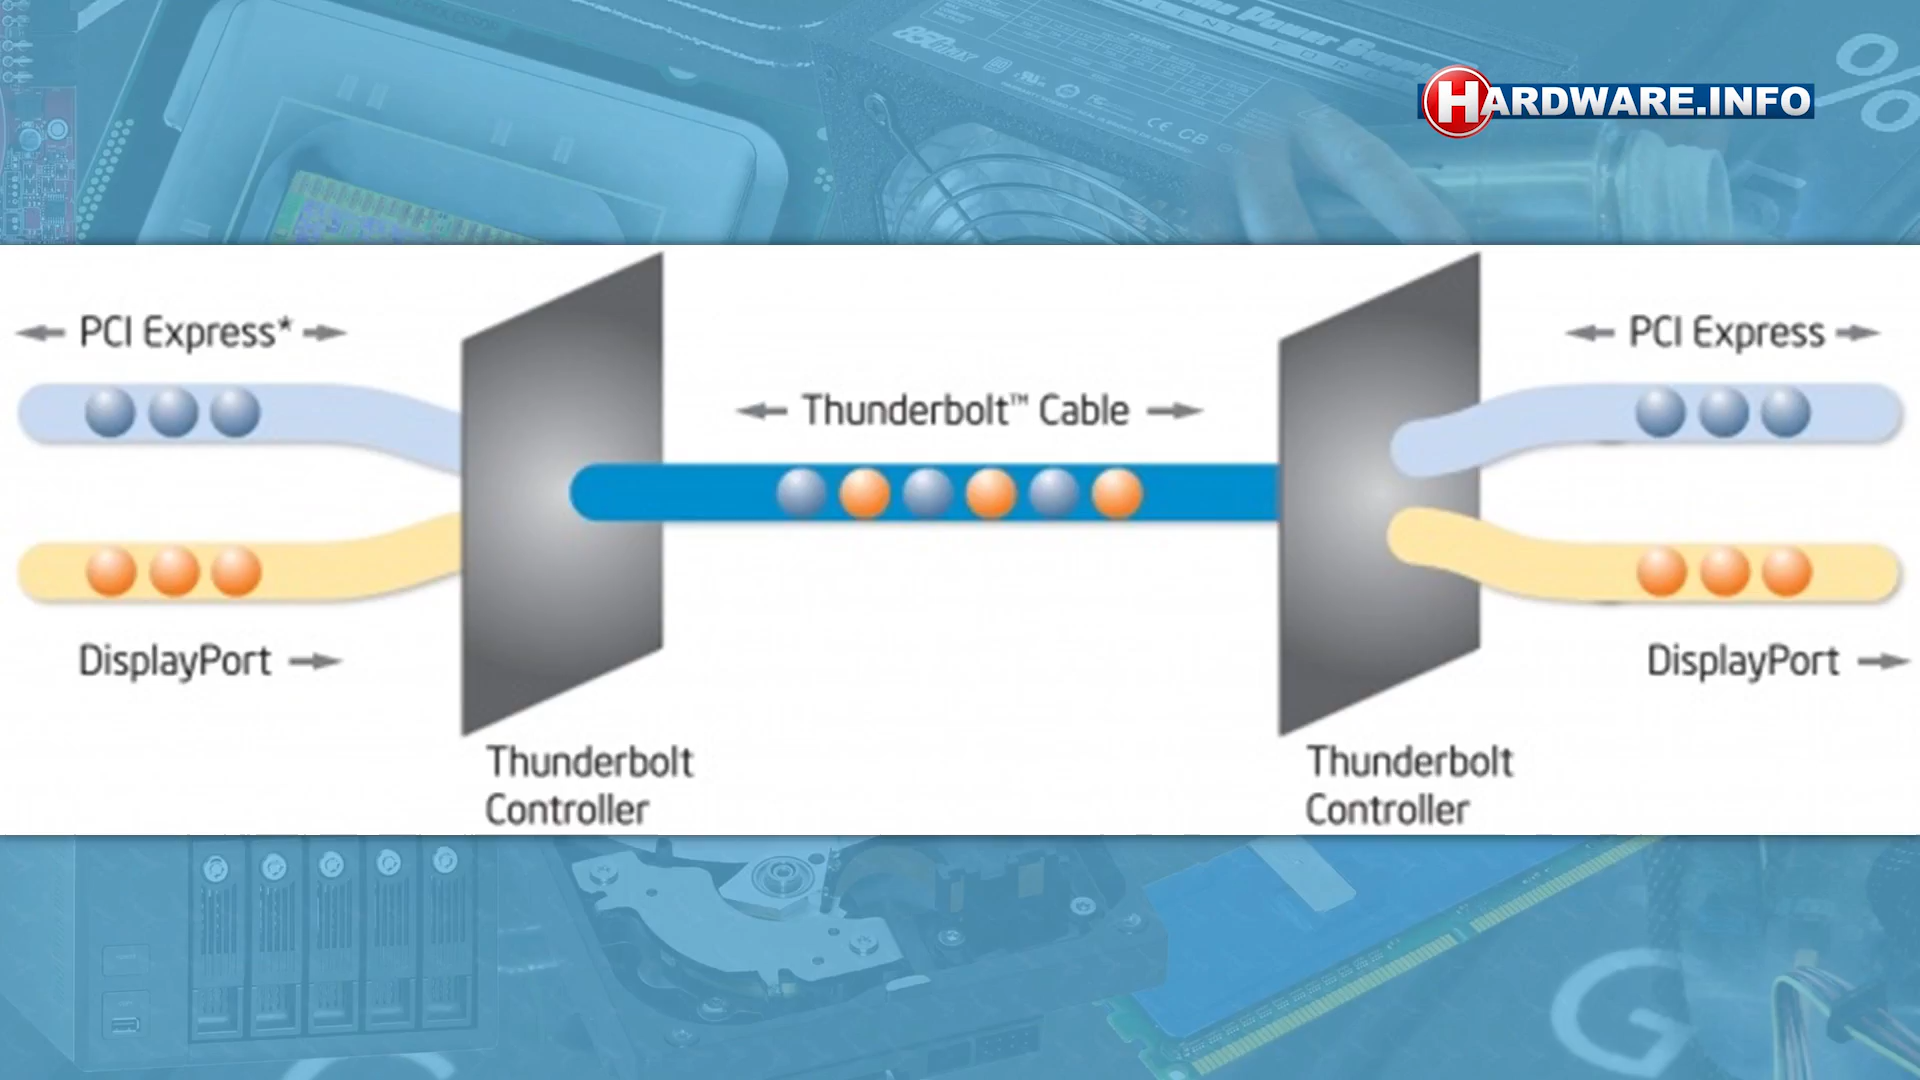 HARDWARE.INFO
PCI Express*
PCI Express
Thunderbolt™ Cable
DisplayPort
DisplayPort
Thunderbolt
Controller
Thunderbolt
Controller